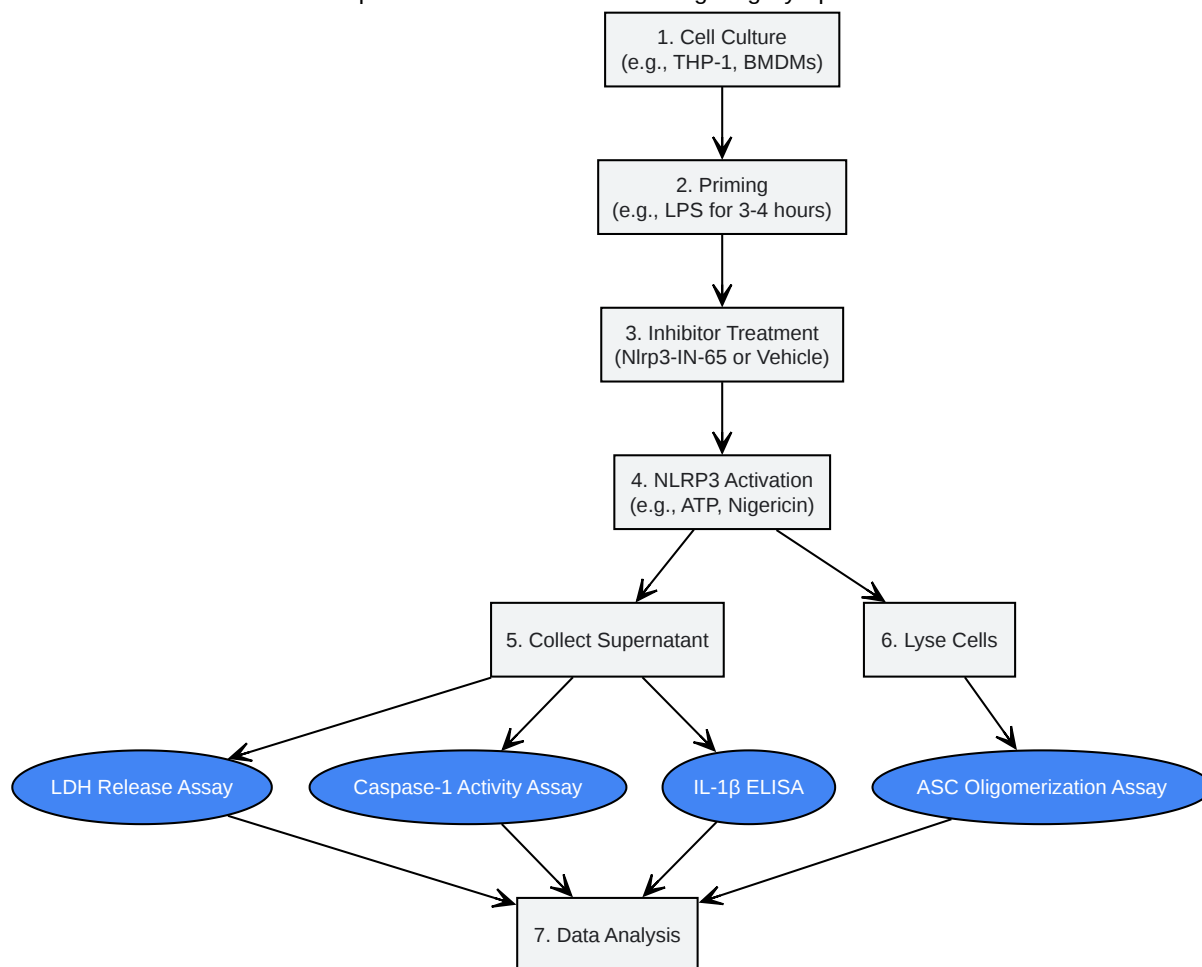 1. Cell Culture
(e.g., THP-1, BMDMs)
2. Priming
(e.g., LPS for 3-4 hours)
3. Inhibitor Treatment
(Nlrp3-IN-65 or Vehicle)
4. NLRP3 Activation
(e.g., ATP, Nigericin)
5. Collect Supernatant
6. Lyse Cells
LDH Release Assay
Caspase-1 Activity Assay
IL-1β ELISA
ASC Oligomerization Assay
7. Data Analysis